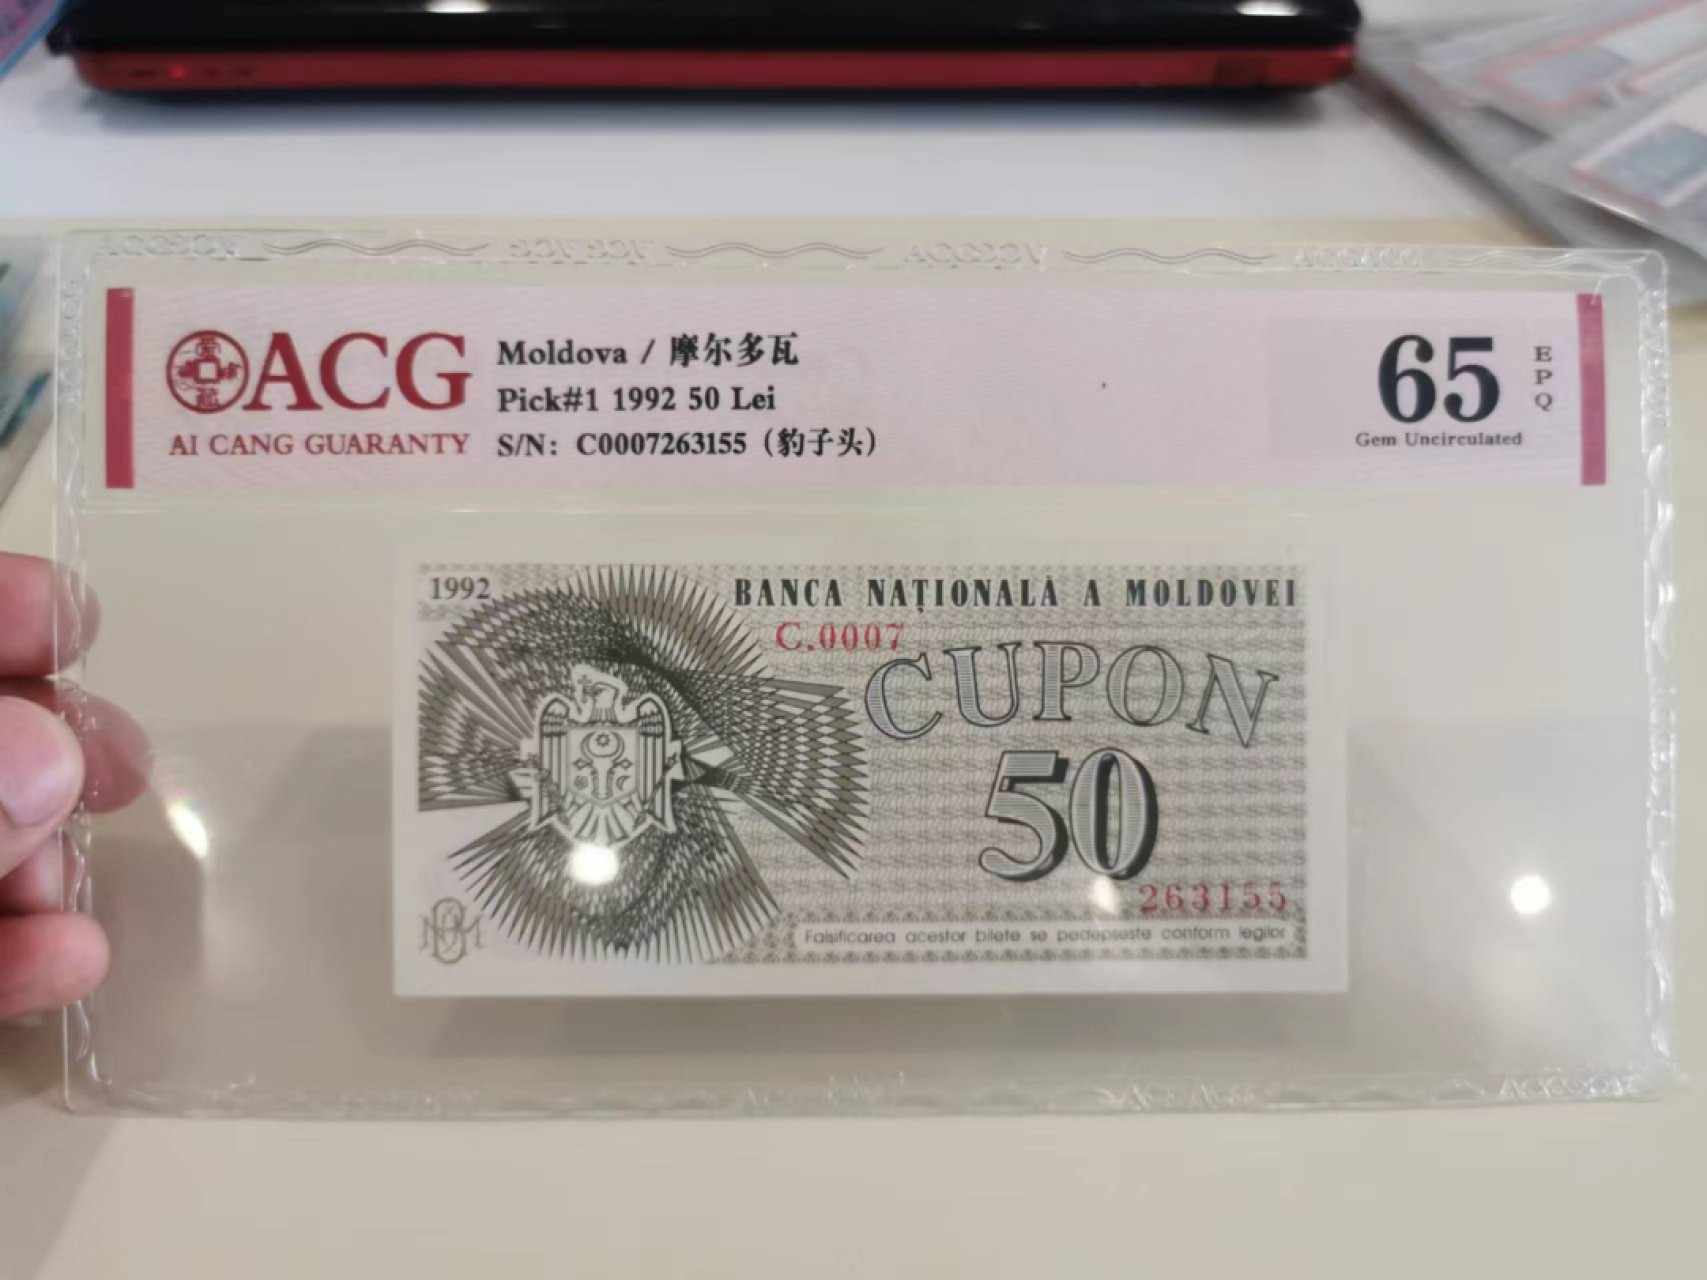 ACG
AI CANG GUARANTY
Moldova / 摩尔多瓦
Pick#1 1992 50 Lei
S/N: C0007263155（豹子头）
65
EPQ
Gem Uncirculated
1992
BANCA NAȚIONALĂ A MOLDOVEI
C.0007
CUPON
50
263155
Falsificarea acestor bilete se pedepsește conform legilor